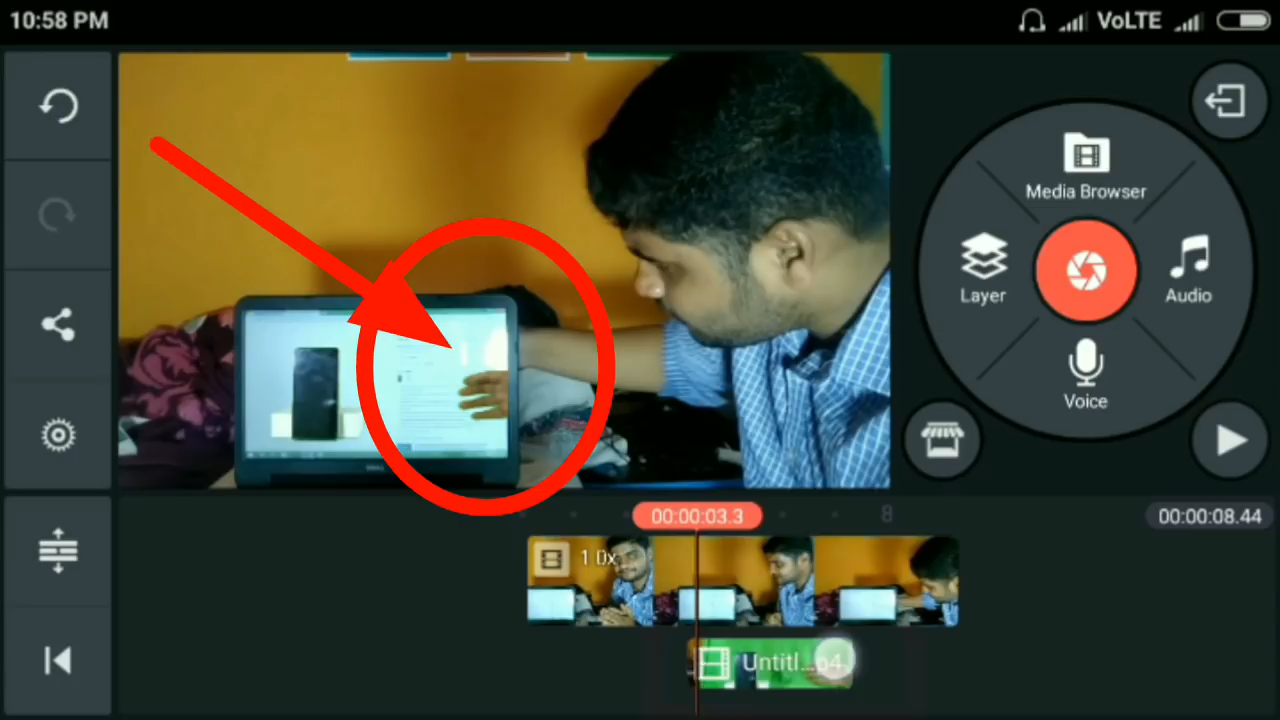 10:58 PM
VoLTE
Media Browser
Layer
Audio
Voice
00:00:03.3
8
00:00:08.44
1.0x
Untitl...p4